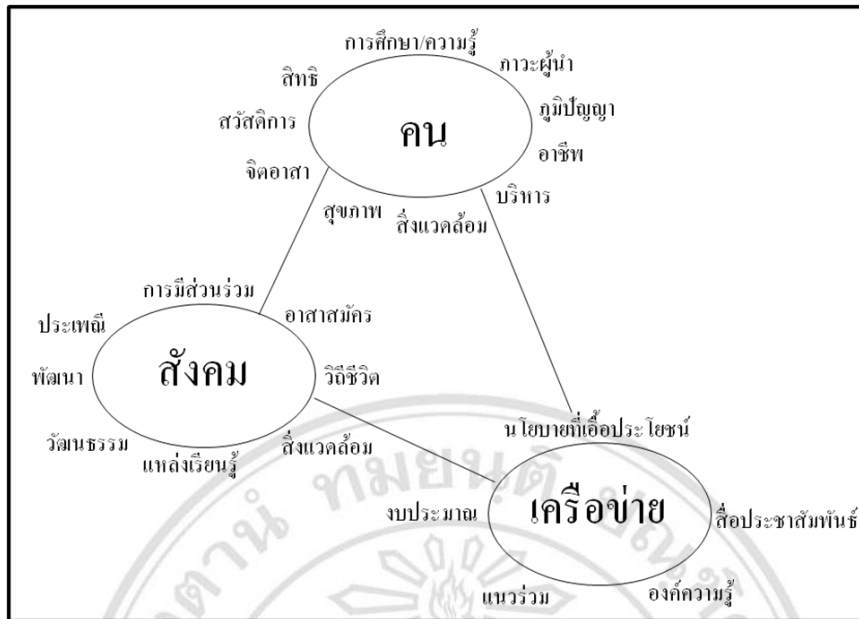 การศึกษา/ความรู้
ภาวะผู้นำ
สิทธิ
ภูมิปัญญา
สวัสดิการ
คน
อาชีพ
จิตอาสา
บริหาร
สุขภาพ
สิ่งแวดล้อม
การมีส่วนร่วม
อาสาสมัคร
ประเพณี
สังคม
พัฒนา
วิถีชีวิต
วัฒนธรรม
แหล่งเรียนรู้
สิ่งแวดล้อม
นโยบายที่เอื้อประโยชน์
งบประมาณ
เครือข่าย
สื่อประชาสัมพันธ์
แนวร่วม
องค์ความรู้
ทมยนฺติ